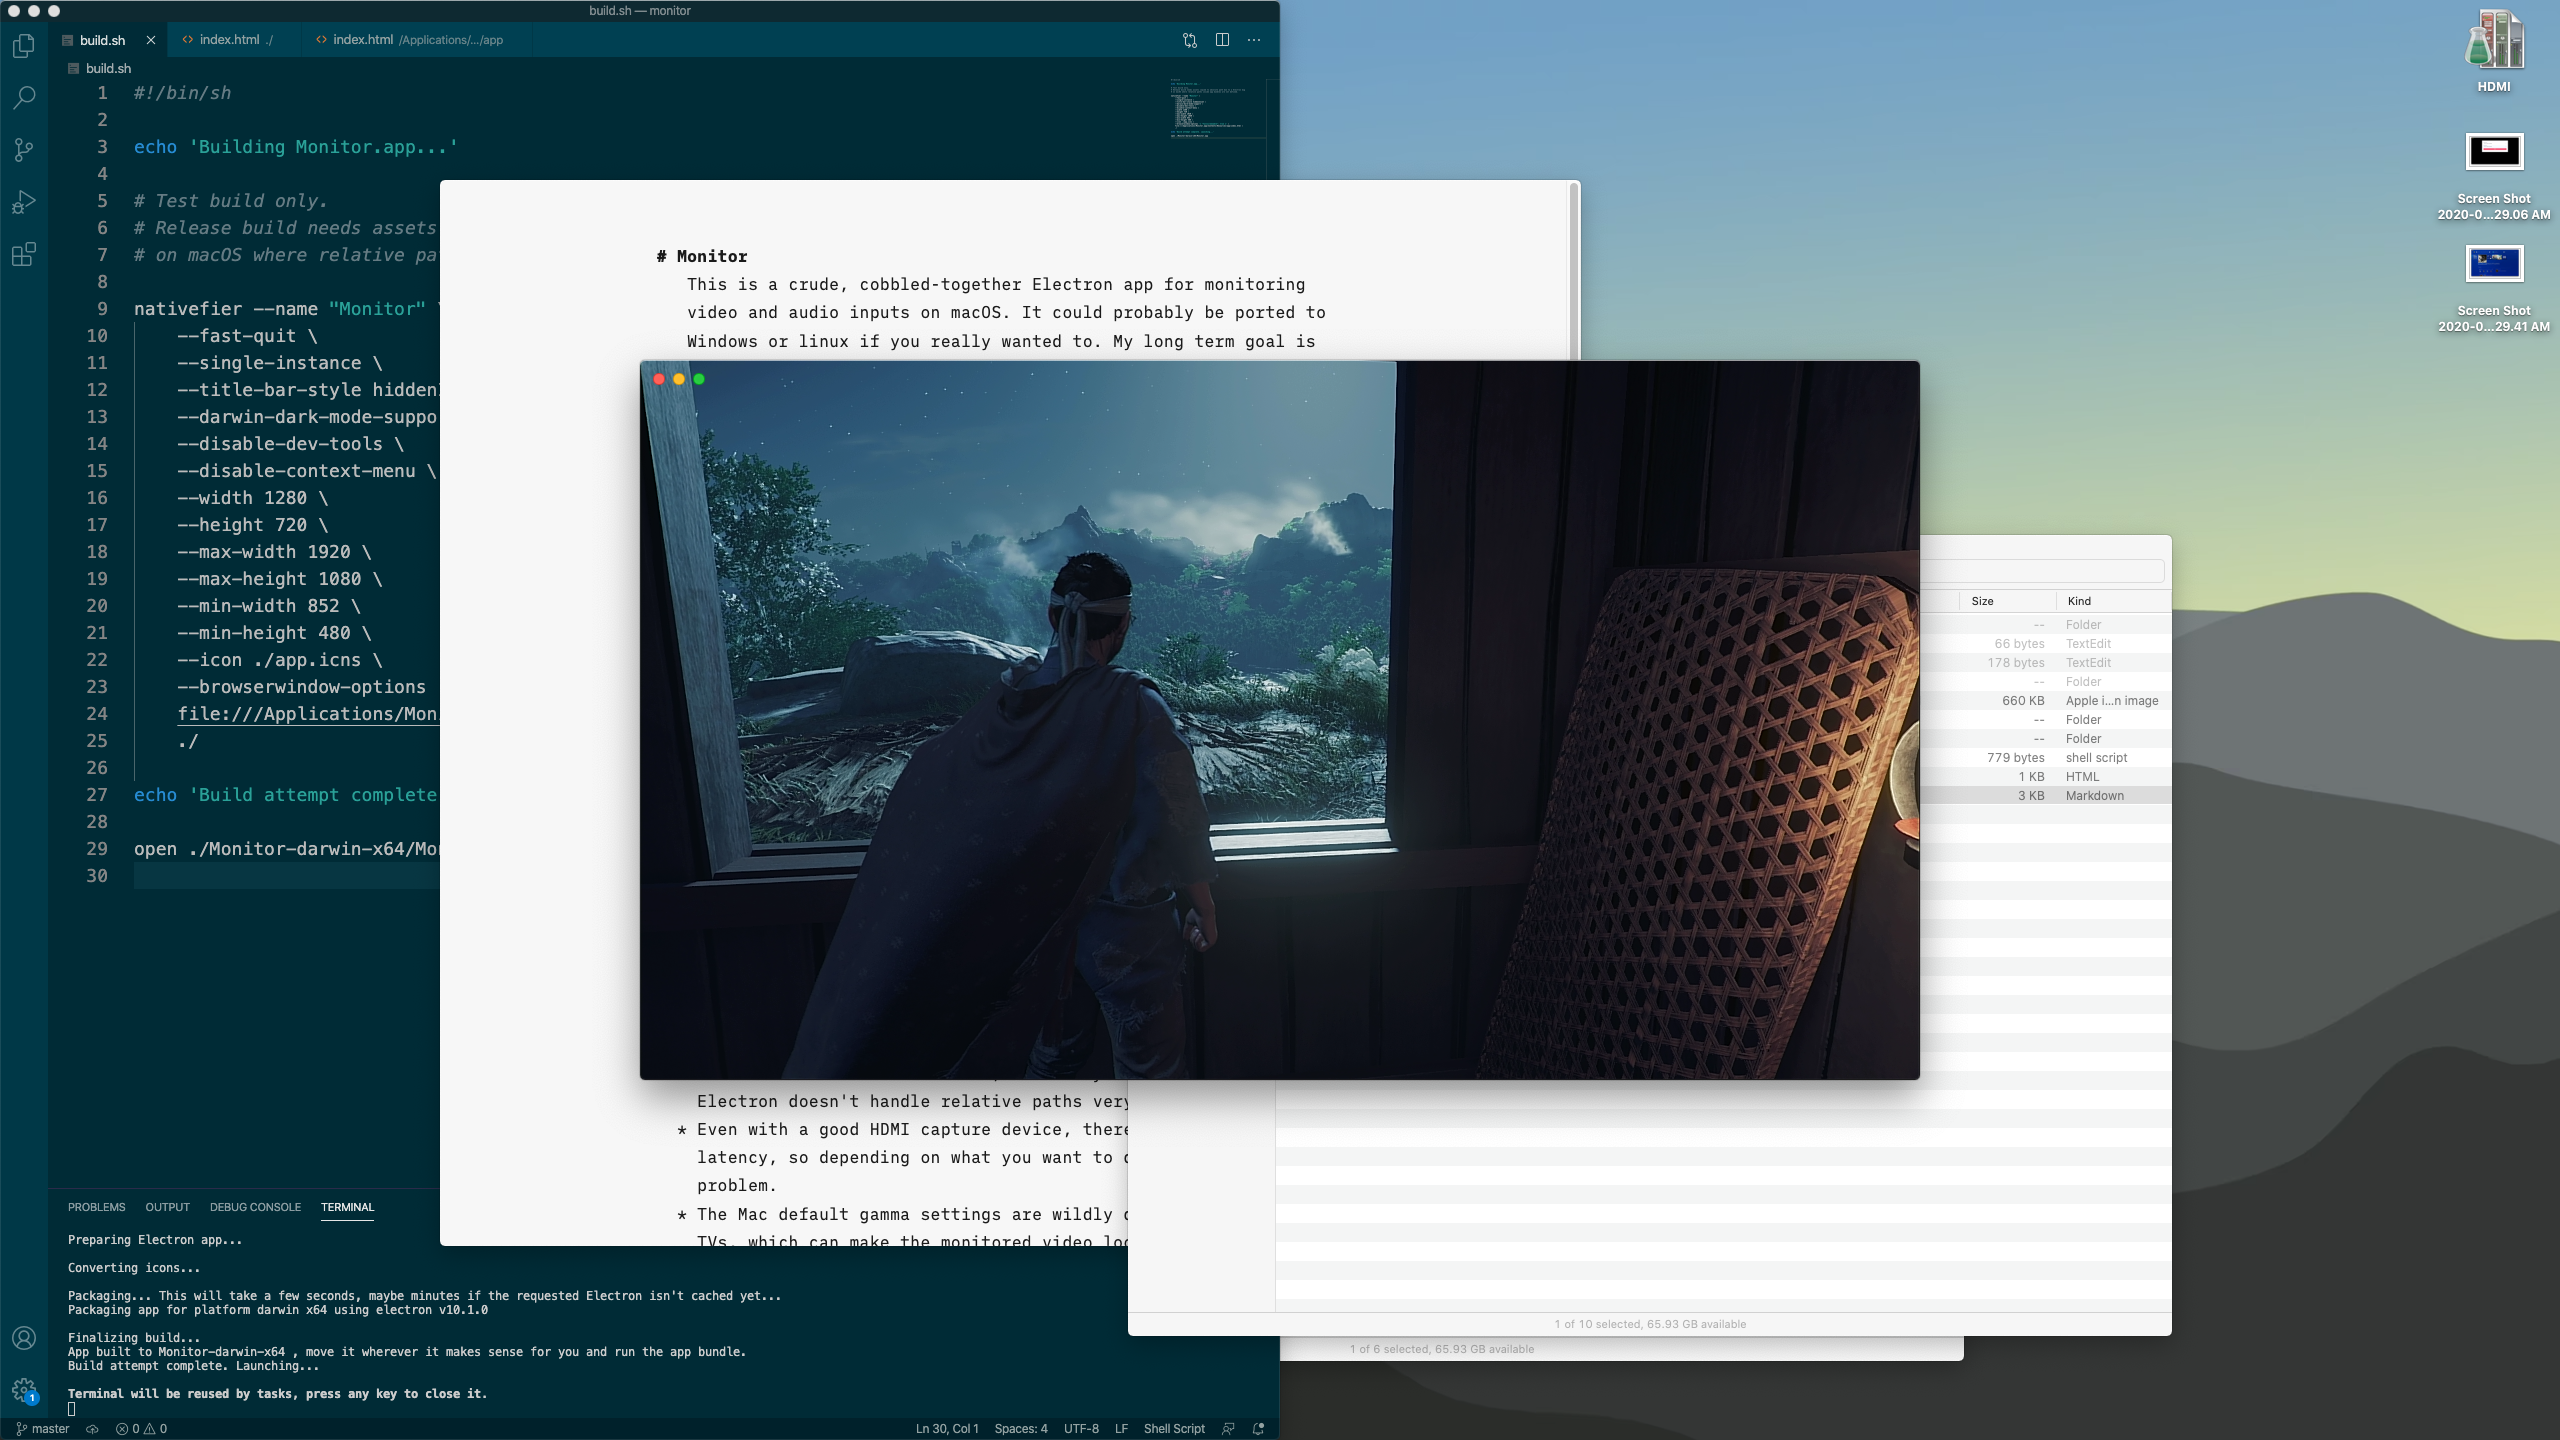 build.sh — monitor
build.sh
index.html ./
index.html /Applications/.../app
build.sh
1 #!/bin/sh
2
3 echo 'Building Monitor.app...'
4
5 # Test build only.
6 # Release build needs assets
7 # on macOS where relative pa
8
9 nativefier --name "Monitor" \
10 --fast-quit \
11 --single-instance \
12 --title-bar-style hidden
13 --darwin-dark-mode-suppo
14 --disable-dev-tools \
15 --disable-context-menu \
16 --width 1280 \
17 --height 720 \
18 --max-width 1920 \
19 --max-height 1080 \
20 --min-width 852 \
21 --min-height 480 \
22 --icon ./app.icns \
23 --browserwindow-options
24 file:///Applications/Mon
25 ./
26
27 echo 'Build attempt complete
28
29 open ./Monitor-darwin-x64/Mo
30
PROBLEMS OUTPUT DEBUG CONSOLE TERMINAL
Preparing Electron app...
Converting icons...
Packaging... This will take a few seconds, maybe minutes if the requested Electron isn't cached yet...
Packaging app for platform darwin x64 using electron v10.1.0
Finalizing build...
App built to Monitor-darwin-x64 , move it wherever it makes sense for you and run the app bundle.
Build attempt complete. Launching...
Terminal will be reused by tasks, press any key to close it.
1
master 0 0 Ln 30, Col 1 Spaces: 4 UTF-8 LF Shell Script
# Monitor
This is a crude, cobbled-together Electron app for monitoring
video and audio inputs on macOS. It could probably be ported to
Windows or linux if you really wanted to. My long term goal is
Electron doesn't handle relative paths very
* Even with a good HDMI capture device, there
latency, so depending on what you want to
problem.
* The Mac default gamma settings are wildly
TVs, which can make the monitored video loo
Size Kind
-- Folder
66 bytes TextEdit
178 bytes TextEdit
-- Folder
660 KB Apple i...n image
-- Folder
-- Folder
779 bytes shell script
1 KB HTML
3 KB Markdown
1 of 10 selected, 65.93 GB available
1 of 6 selected, 65.93 GB available
HDMI
Screen Shot
2020-0...29.06 AM
Screen Shot
2020-0...29.41 AM